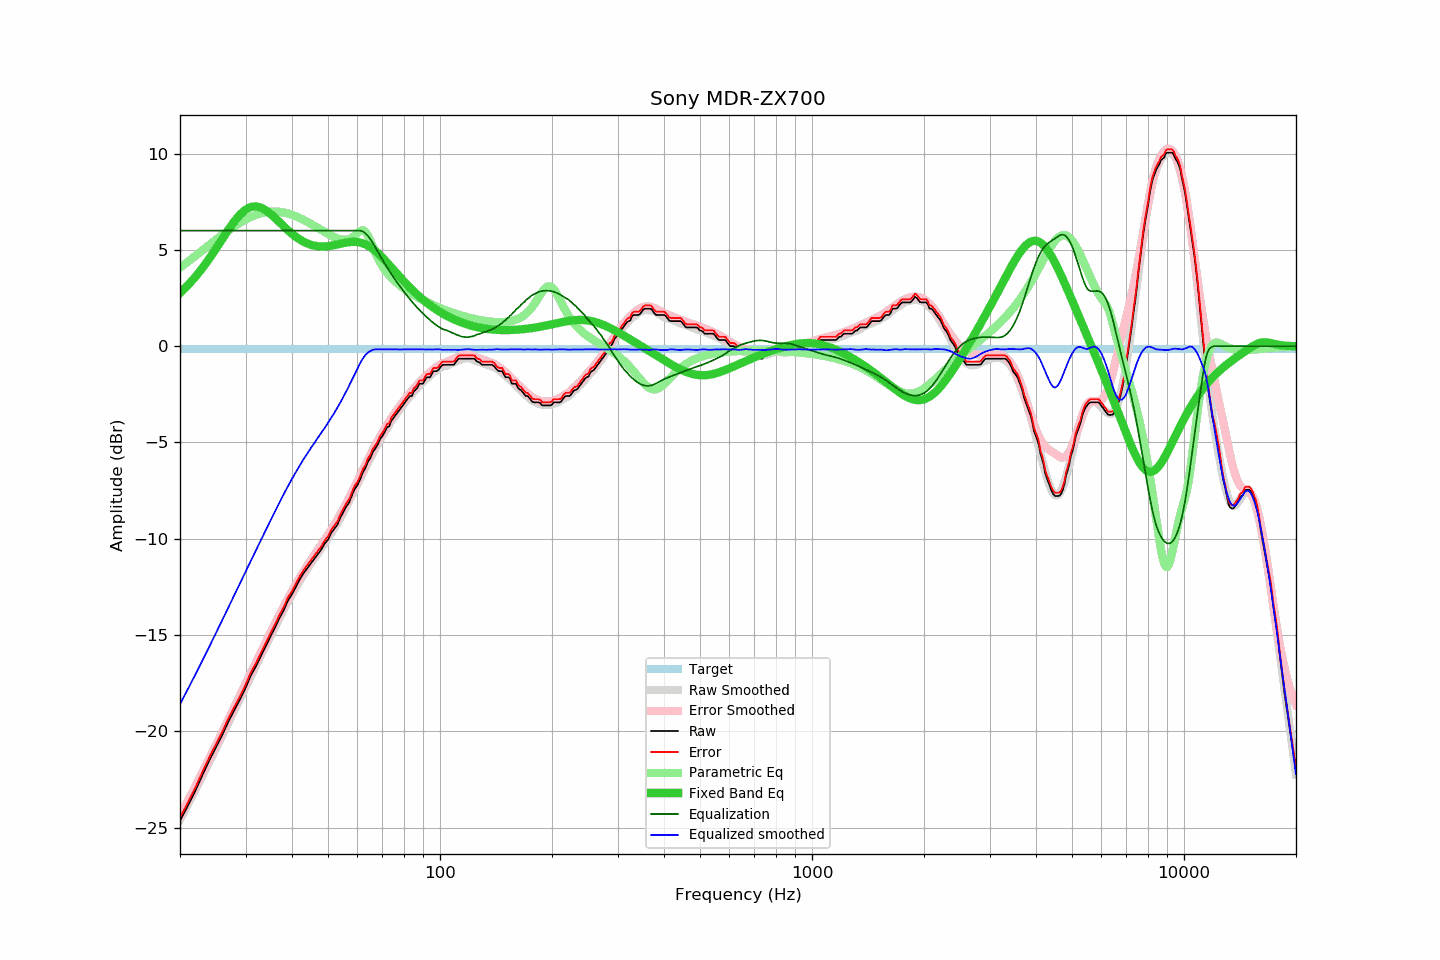 Sony MDR-ZX700
10
5
0
−5
−10
−15
−20
−25
Amplitude (dBr)
100
1000
10000
Frequency (Hz)
Target
Raw Smoothed
Error Smoothed
Raw
Error
Parametric Eq
Fixed Band Eq
Equalization
Equalized smoothed